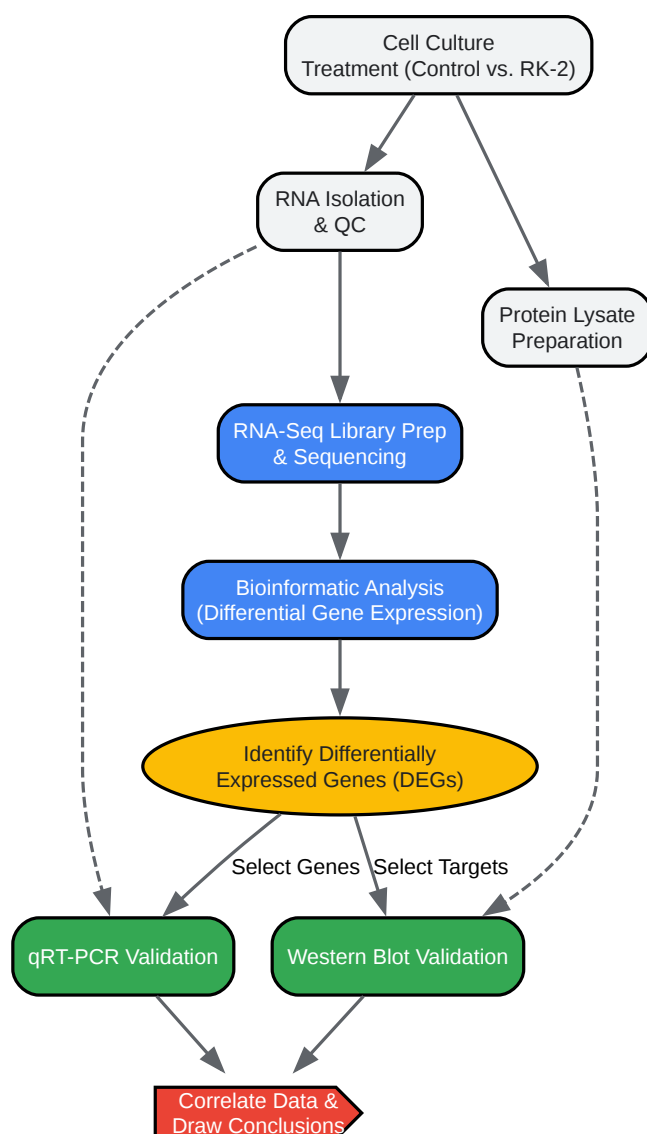 Cell Culture
Treatment (Control vs. RK-2)
RNA Isolation
& QC
Protein Lysate
Preparation
RNA-Seq Library Prep
& Sequencing
Bioinformatic Analysis
(Differential Gene Expression)
Identify Differentially
Expressed Genes (DEGs)
Select Genes
Select Targets
qRT-PCR Validation
Western Blot Validation
Correlate Data &
Draw Conclusions